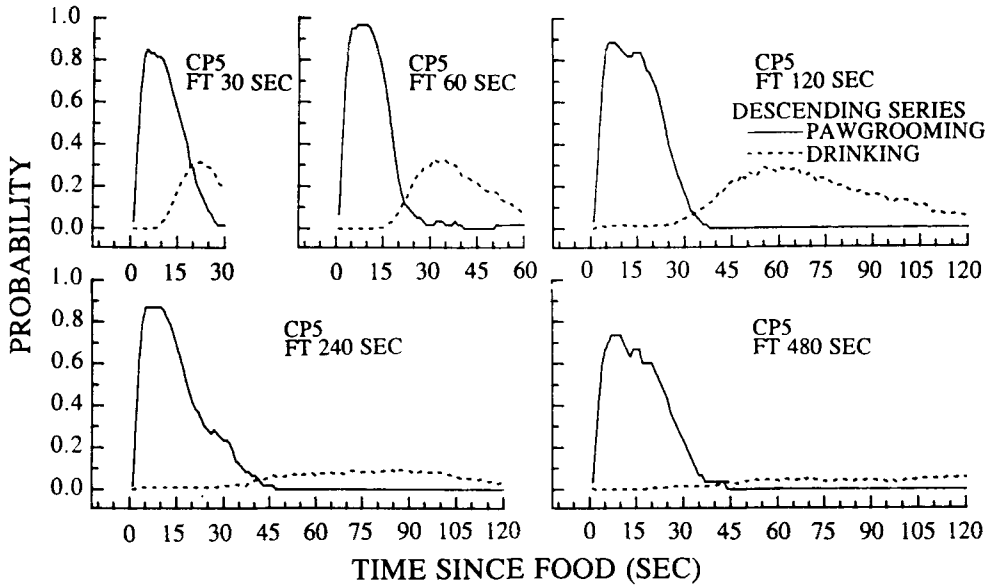 PROBABILITY
1.0
0.8
0.6
0.4
0.2
0.0
CP5
FT 30 SEC
0 15 30
CP5
FT 60 SEC
0 15 30 45 60
CP5
FT 120 SEC
DESCENDING SERIES
PAWGROOMING
DRINKING
0 15 30 45 60 75 90 105 120
1.0
0.8
0.6
0.4
0.2
0.0
CP5
FT 240 SEC
0 15 30 45 60 75 90 105 120
CP5
FT 480 SEC
0 15 30 45 60 75 90 105 120
TIME SINCE FOOD (SEC)